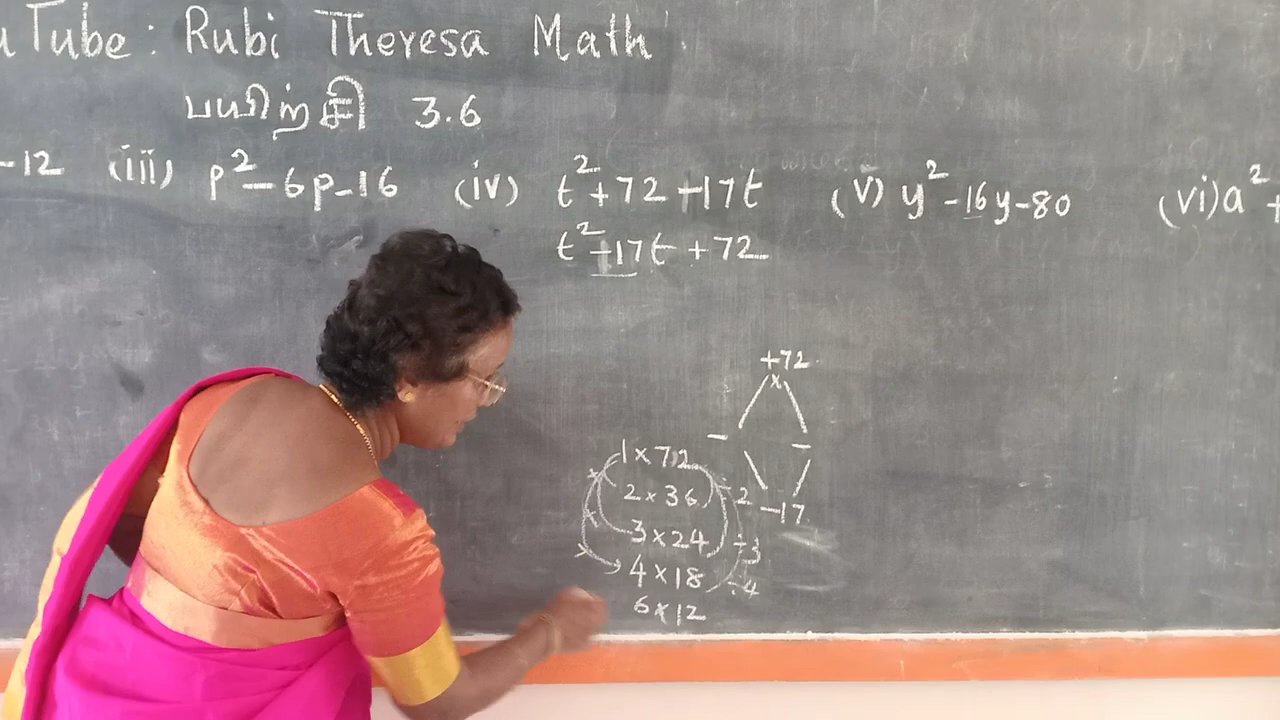 uTube: Rubi Theresa Math
பயிற்சி 3.6
-12 (iii) p²-6p-16 (iv) t²+72-17t (v) y²-16y-80 (vi) a²+
t²-17t+72
+72
×
- -
1×72
2×36 ÷2 -17
3×24 ÷3
4×18 ÷4
6×12